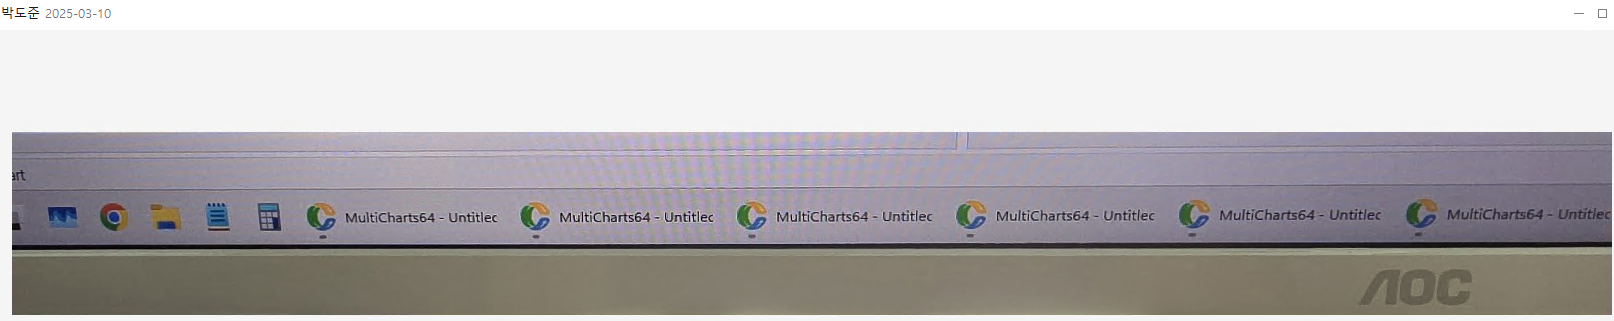 박도준 2025-03-10
art
MultiCharts64 - Untitlec MultiCharts64 - Untitlec MultiCharts64 - Untitlec MultiCharts64 - Untitlec MultiCharts64 - Untitlec MultiCharts64 - Untitlec
AOC